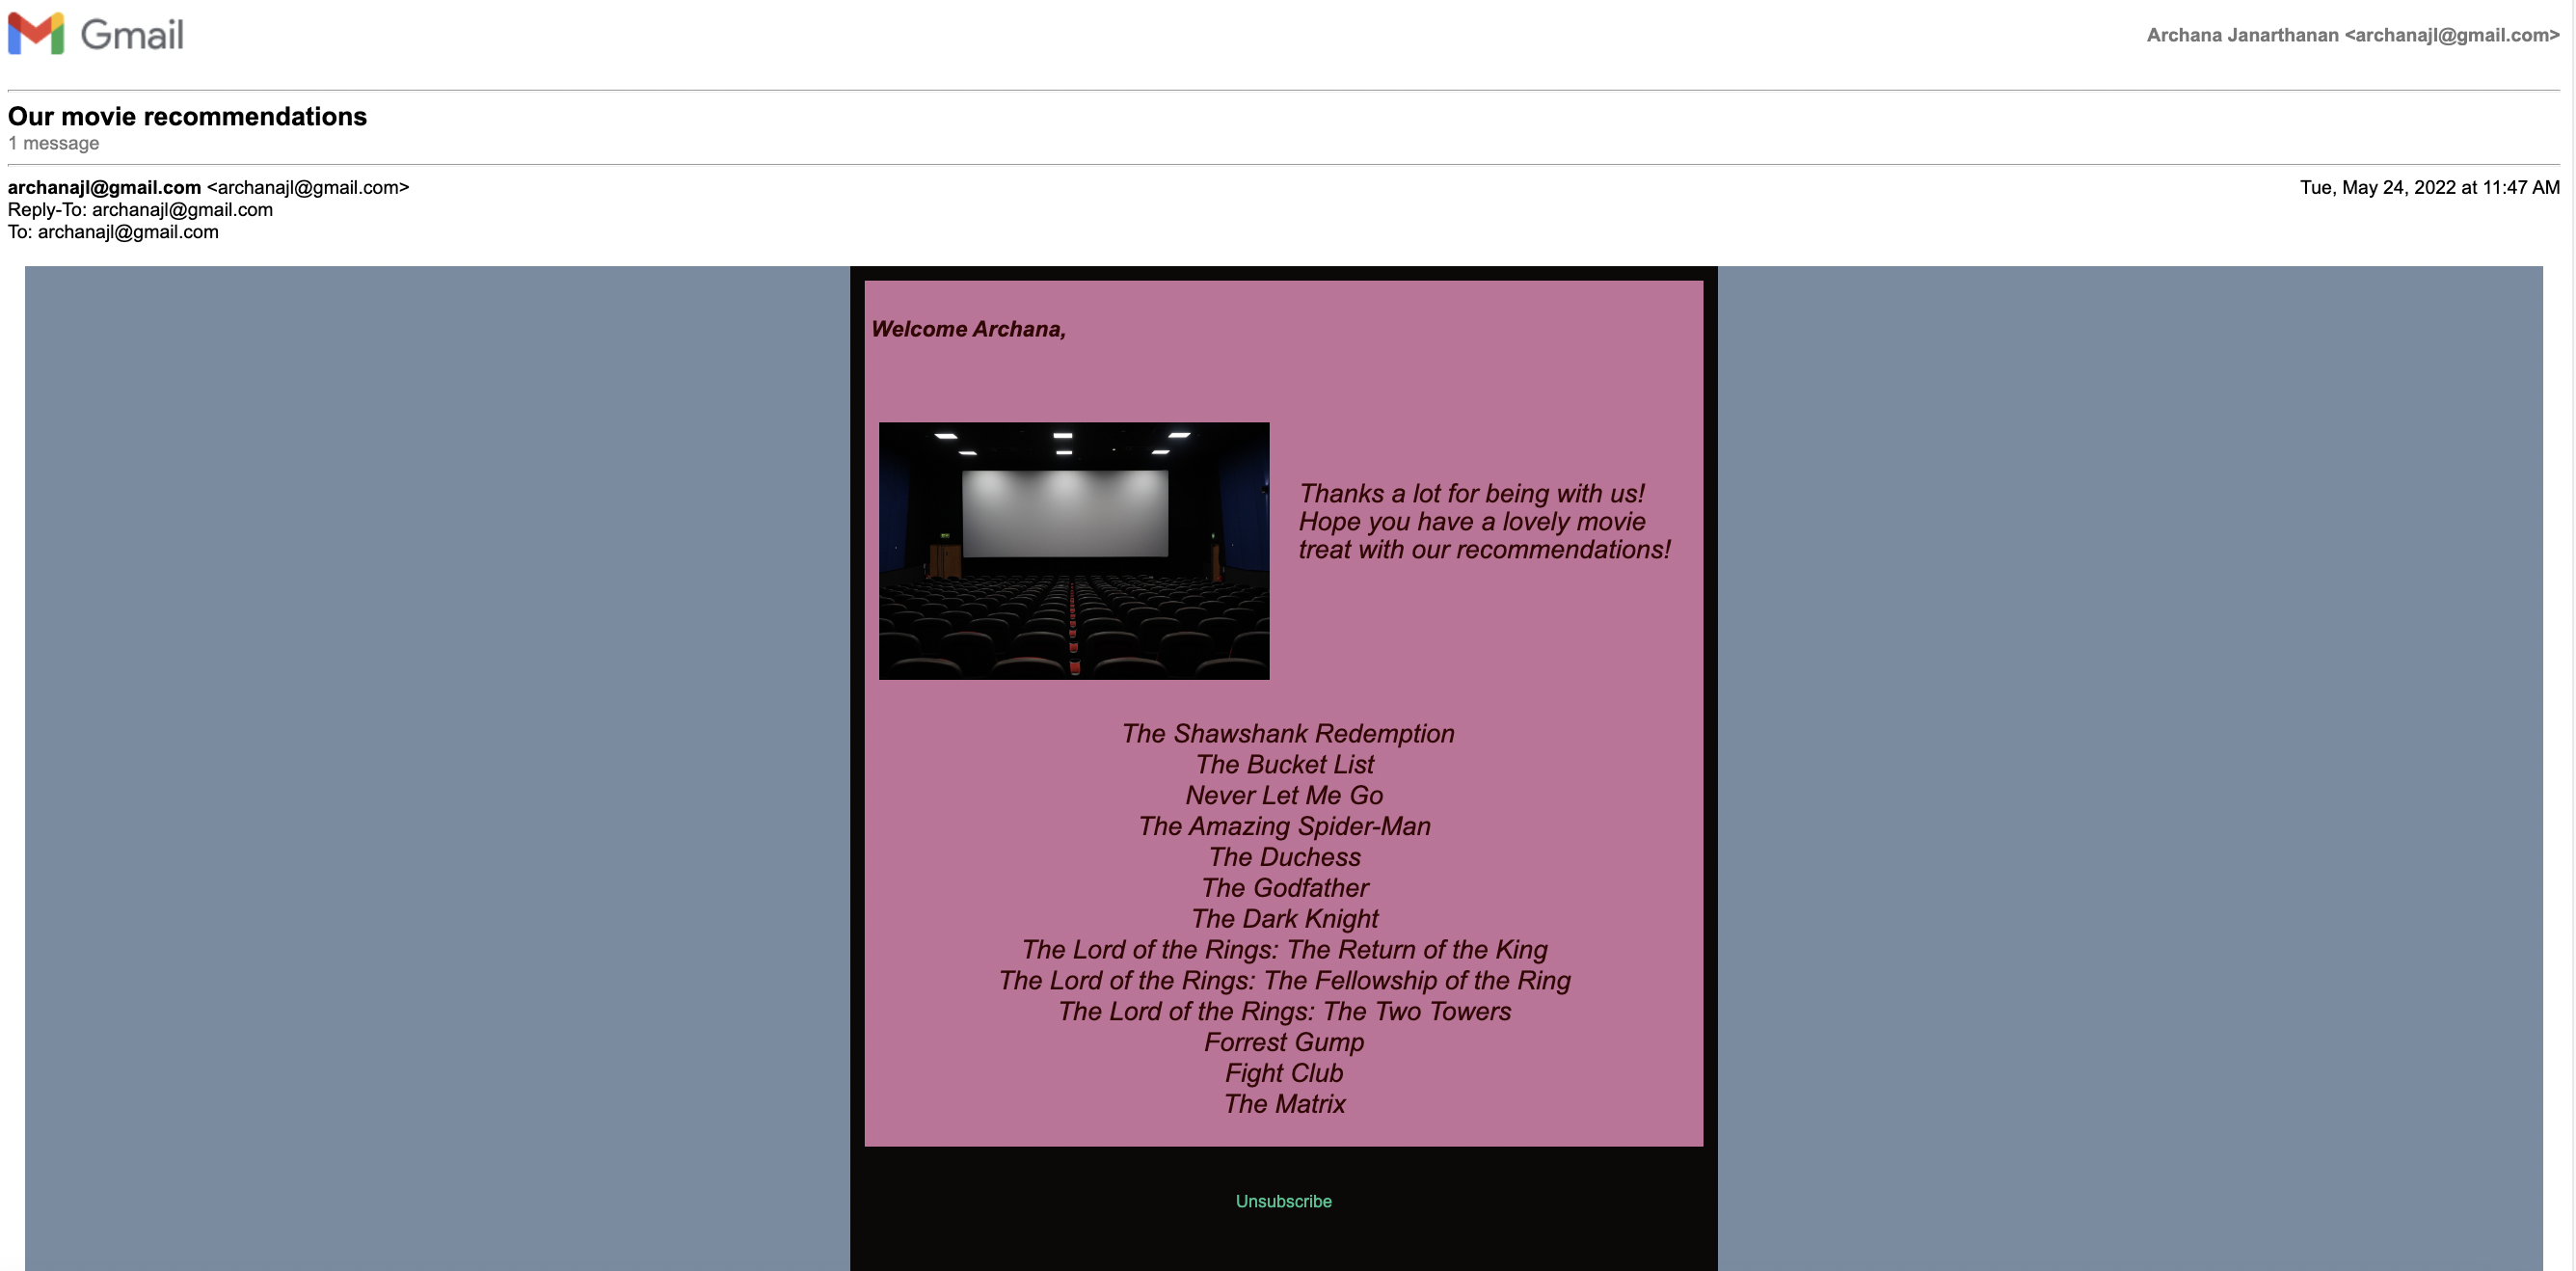 Gmail
Archana Janarthanan <archanajl@gmail.com>
Our movie recommendations
1 message
archanajl@gmail.com <archanajl@gmail.com>
Tue, May 24, 2022 at 11:47 AM
Reply-To: archanajl@gmail.com
To: archanajl@gmail.com
Welcome Archana,
Thanks a lot for being with us!
Hope you have a lovely movie
treat with our recommendations!
The Shawshank Redemption
The Bucket List
Never Let Me Go
The Amazing Spider-Man
The Duchess
The Godfather
The Dark Knight
The Lord of the Rings: The Return of the King
The Lord of the Rings: The Fellowship of the Ring
The Lord of the Rings: The Two Towers
Forrest Gump
Fight Club
The Matrix
Unsubscribe